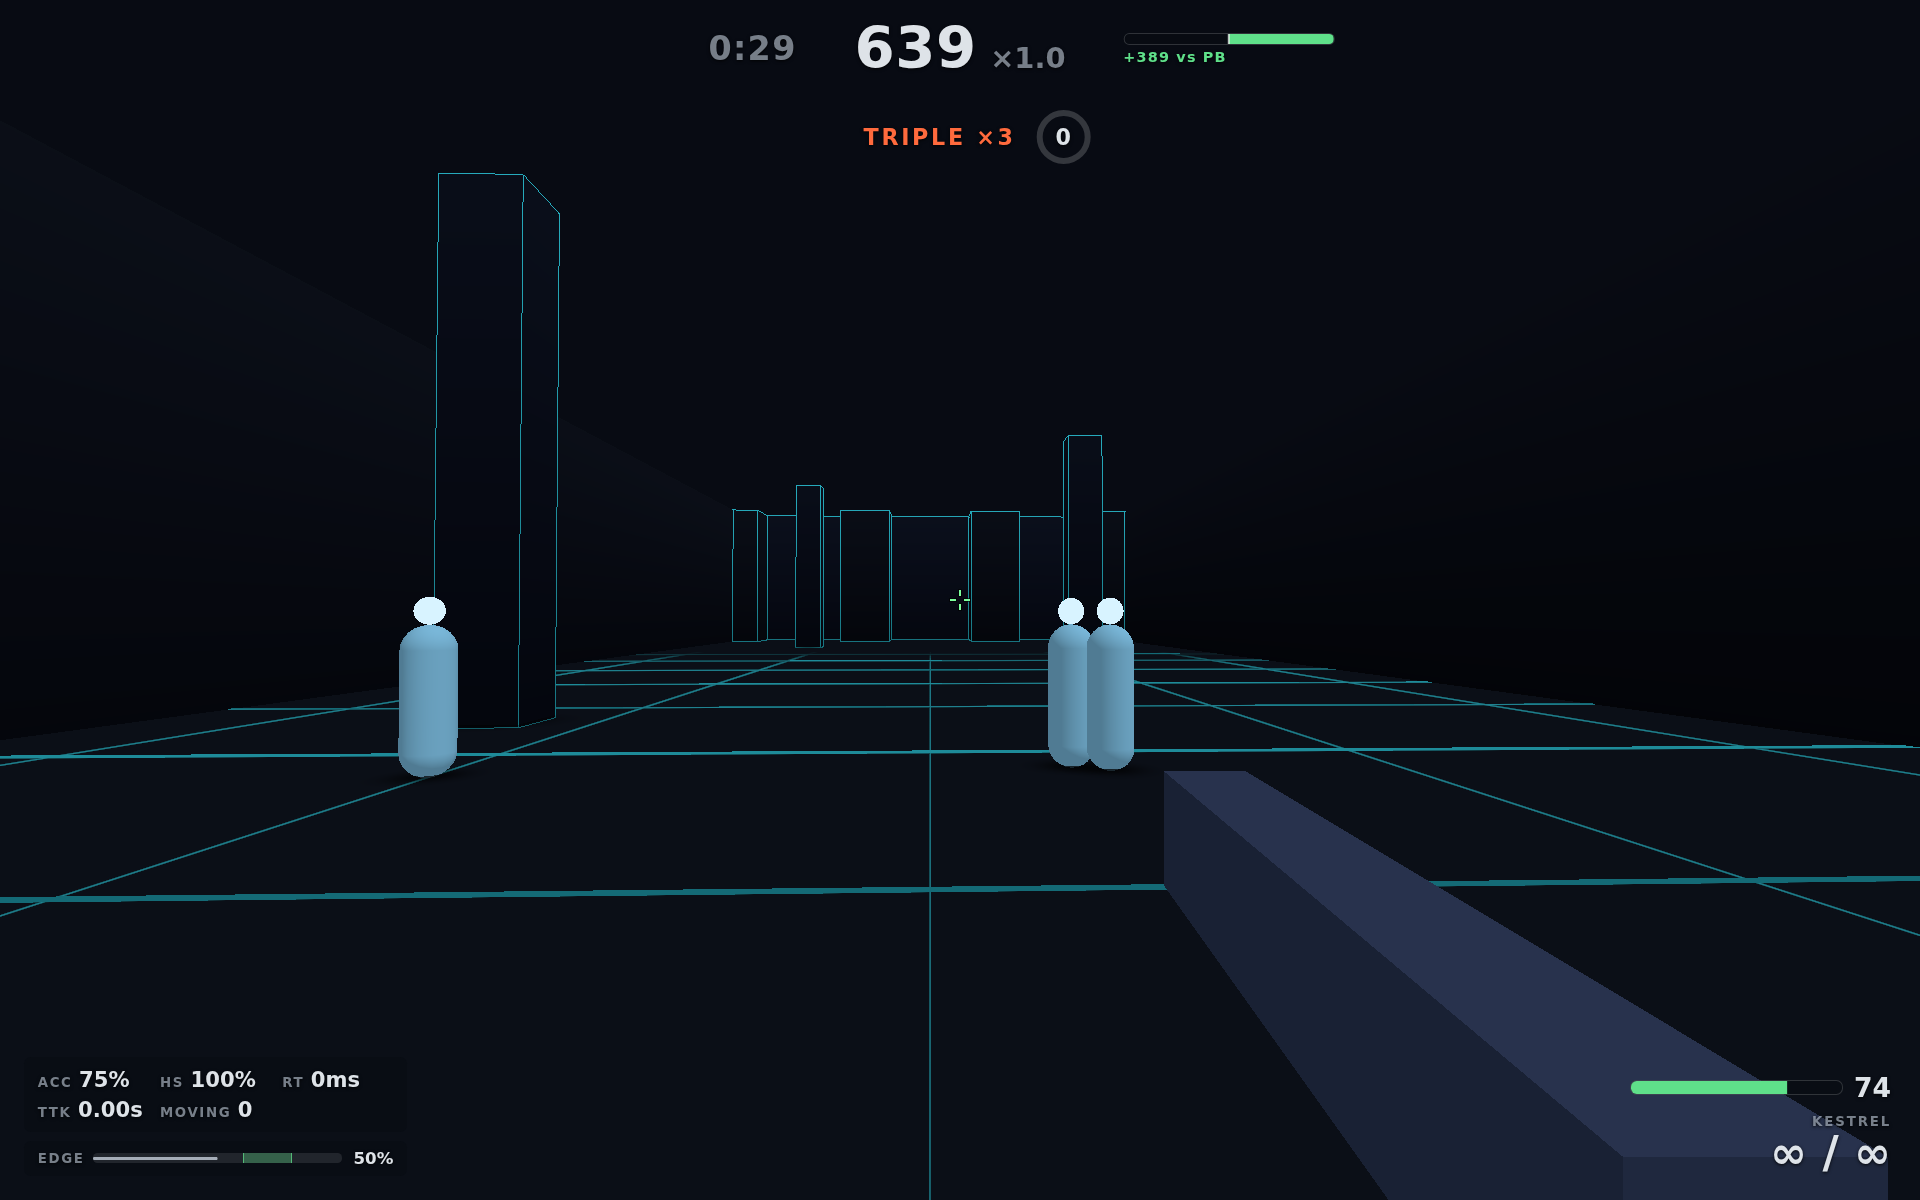 0:29 639 ×1.0
+389 vs PB
TRIPLE ×3 0
ACC 75% HS 100% RT 0ms
TTK 0.00s MOVING 0
EDGE 50%
74
KESTREL
∞ / ∞